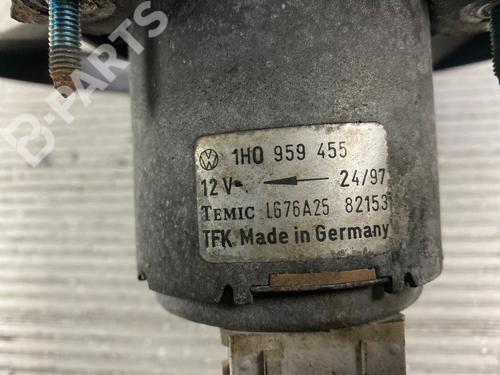 B-PARTS
VW 1H0 959 455
12 V- ← 24/97
TEMIC L676A25 82153
TFK Made in Germany